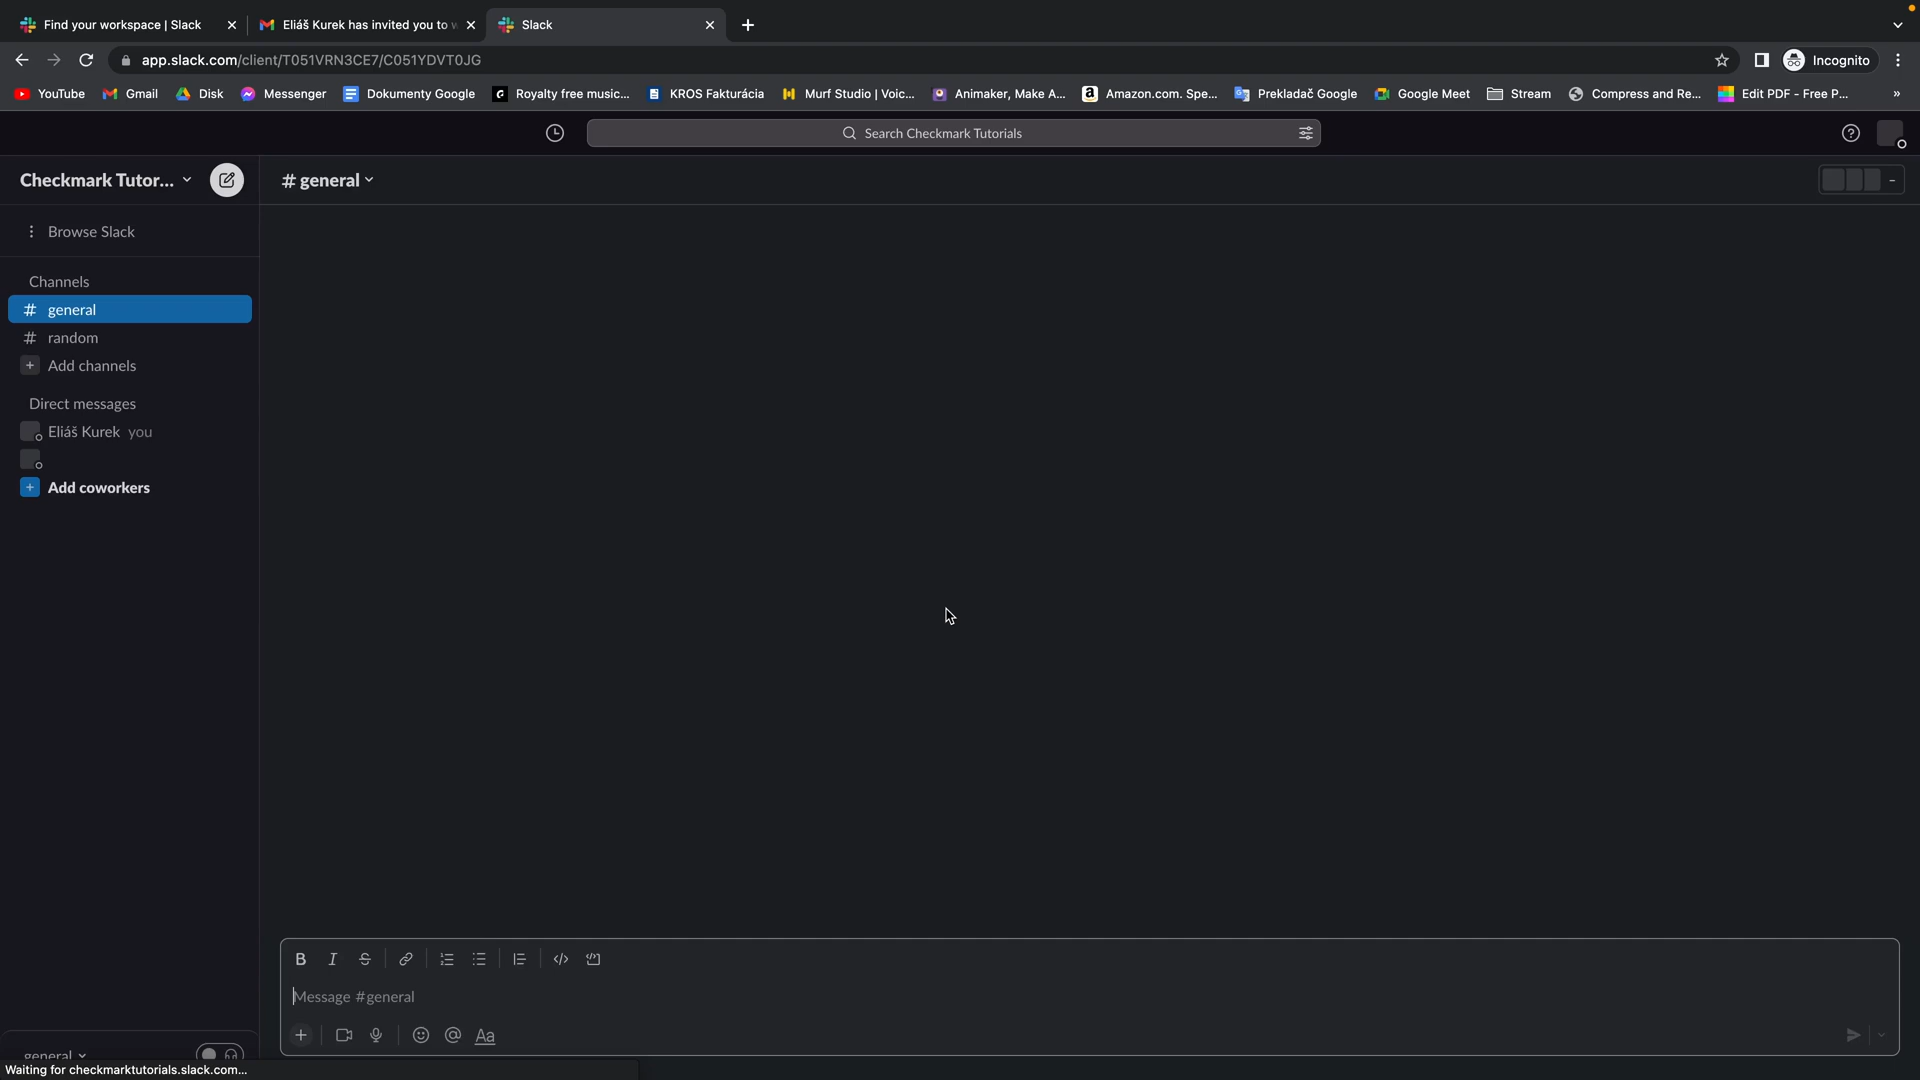 Find your workspace | Slack
Eliáš Kurek has invited you to w
Slack
app.slack.com/client/T051VRN3CE7/C051YDVT0JG
Incognito
YouTube
Gmail
Disk
Messenger
Dokumenty Google
Royalty free music...
KROS Fakturácia
Murf Studio | Voic...
Animaker, Make A...
Amazon.com. Spe...
Prekladač Google
Google Meet
Stream
Compress and Re...
Edit PDF - Free P...
»
Search Checkmark Tutorials
Checkmark Tutor...
# general
Browse Slack
Channels
# general
# random
+ Add channels
Direct messages
Eliáš Kurek you
+ Add coworkers
B I S
Message #general
+ @ Aa
general
Waiting for checkmarktutorials.slack.com...